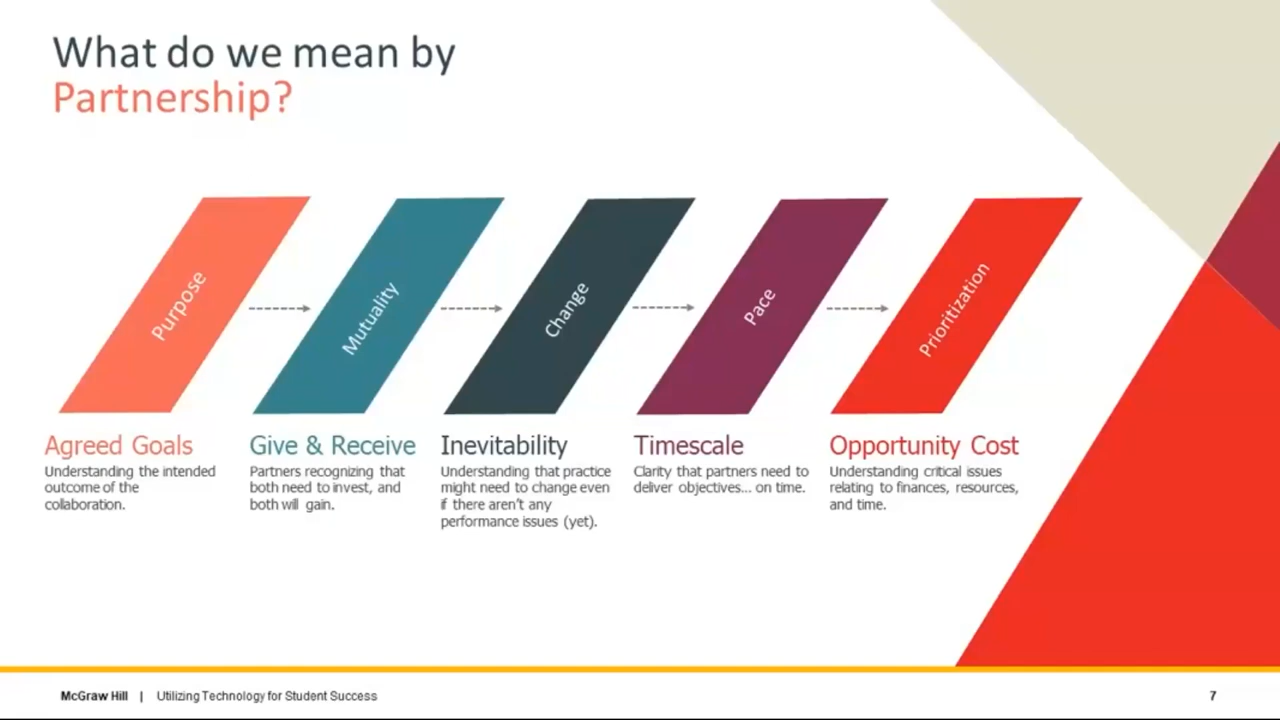 What do we mean by
Partnership?
Purpose
Mutuality
Change
Pace
Prioritization
Agreed Goals
Understanding the intended
outcome of the
collaboration.
Give & Receive
Partners recognizing that
both need to invest, and
both will gain.
Inevitability
Understanding that practice
might need to change even
if there aren't any
performance issues (yet).
Timescale
Clarity that partners need to
deliver objectives... on time.
Opportunity Cost
Understanding critical issues
relating to finances, resources,
and time.
McGraw Hill | Utilizing Technology for Student Success
7